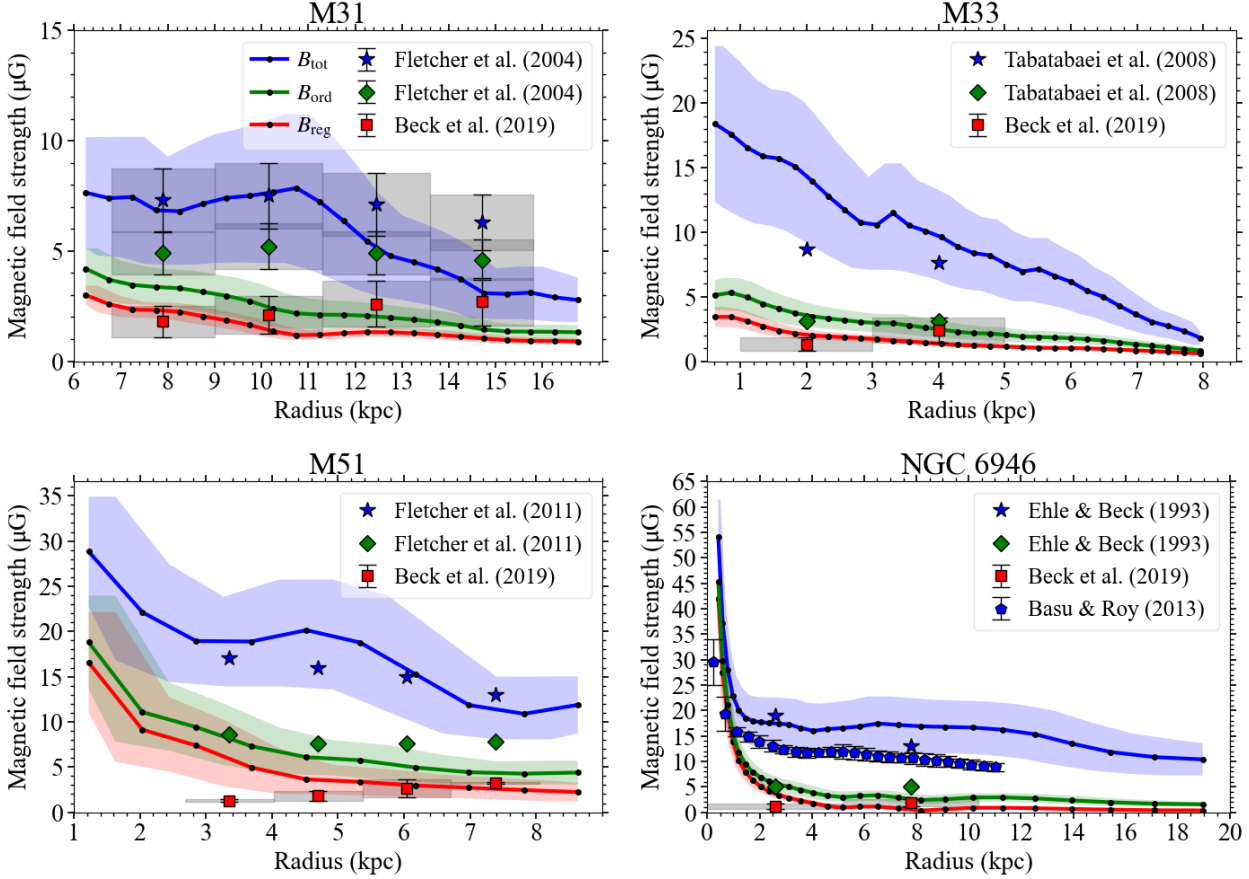 M31
15
10
5
0
6 7 8 9 10 11 12 13 14 15 16
Magnetic field strength (μG)
Radius (kpc)
B_tot
B_ord
B_reg
Fletcher et al. (2004)
Fletcher et al. (2004)
Beck et al. (2019)
M33
25
20
15
10
5
0
1 2 3 4 5 6 7 8
Magnetic field strength (μG)
Radius (kpc)
Tabatabaei et al. (2008)
Tabatabaei et al. (2008)
Beck et al. (2019)
M51
35
30
25
20
15
10
5
0
1 2 3 4 5 6 7 8
Magnetic field strength (μG)
Radius (kpc)
Fletcher et al. (2011)
Fletcher et al. (2011)
Beck et al. (2019)
NGC 6946
65
60
55
50
45
40
35
30
25
20
15
10
5
0
0 2 4 6 8 10 12 14 16 18 20
Magnetic field strength (μG)
Radius (kpc)
Ehle & Beck (1993)
Ehle & Beck (1993)
Beck et al. (2019)
Basu & Roy (2013)